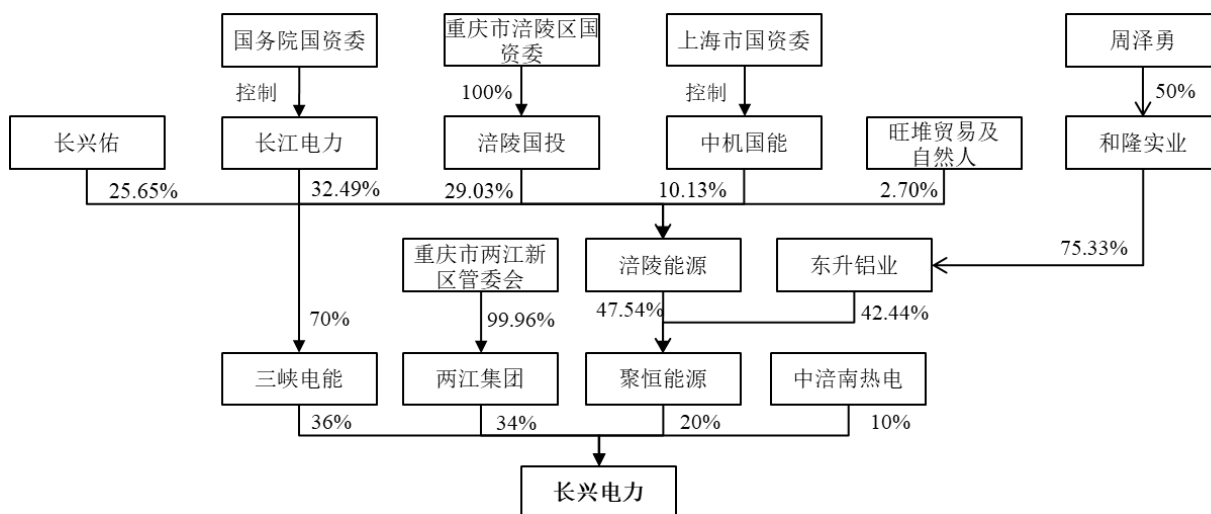 国务院国资委
重庆市涪陵区国
资委
上海市国资委
周泽勇
控制
100%
控制
50%
长兴佑
长江电力
涪陵国投
中机国能
旺堆贸易及
自然人
和隆实业
25.65%
32.49%
29.03%
10.13%
2.70%
重庆市两江新
区管委会
涪陵能源
东升铝业
75.33%
70%
99.96%
47.54%
42.44%
三峡电能
两江集团
聚恒能源
中涪南热电
36%
34%
20%
10%
长兴电力